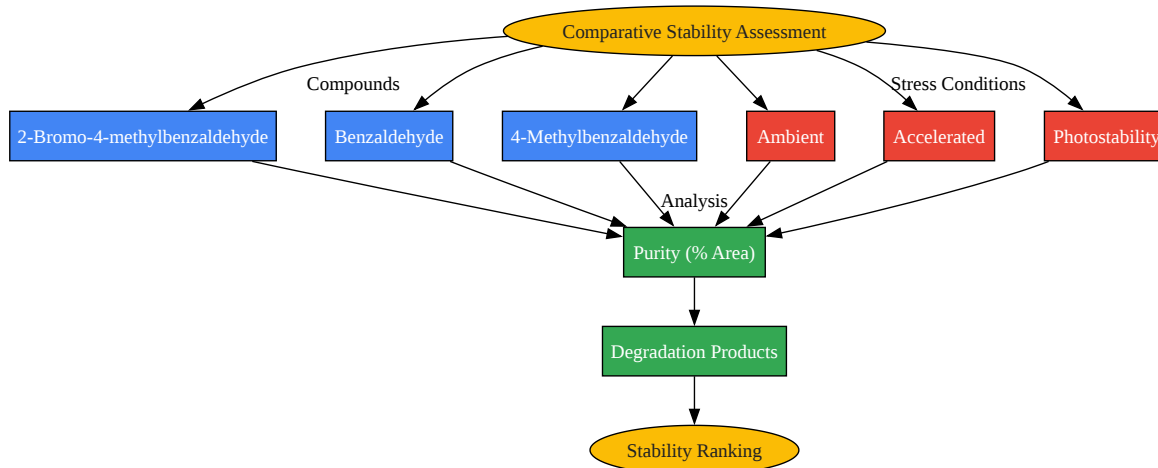 Comparative Stability Assessment
Compounds
Stress Conditions
2-Bromo-4-methylbenzaldehyde
Benzaldehyde
4-Methylbenzaldehyde
Ambient
Accelerated
Photostability
Analysis
Purity (% Area)
Degradation Products
Stability Ranking